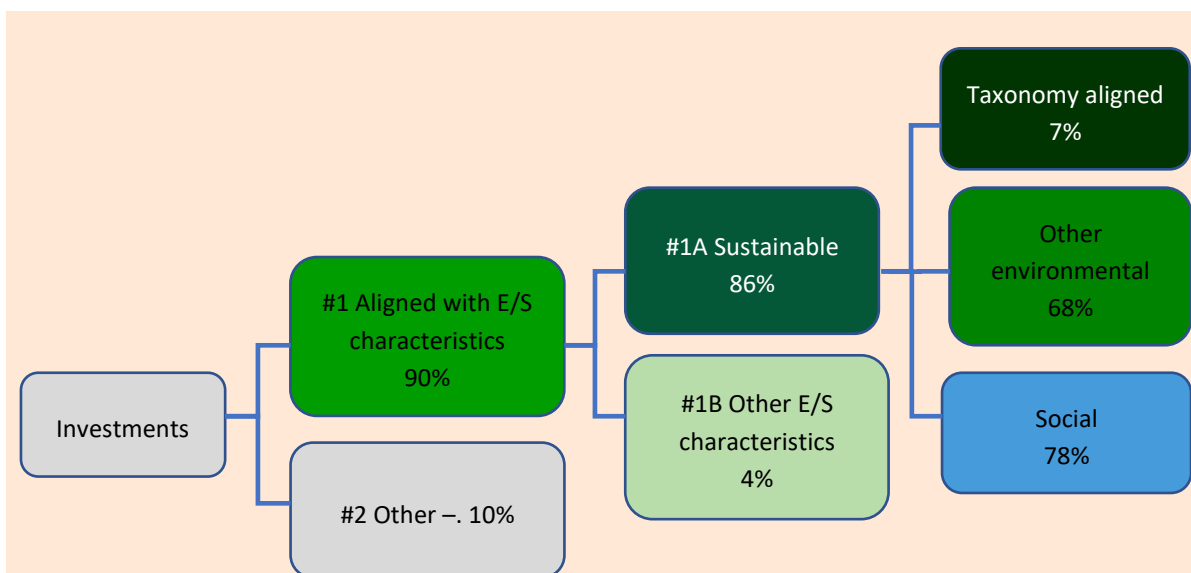 Investments
#1 Aligned with E/S
characteristics
90%
#2 Other –. 10%
#1A Sustainable
86%
#1B Other E/S
characteristics
4%
Taxonomy aligned
7%
Other
environmental
68%
Social
78%